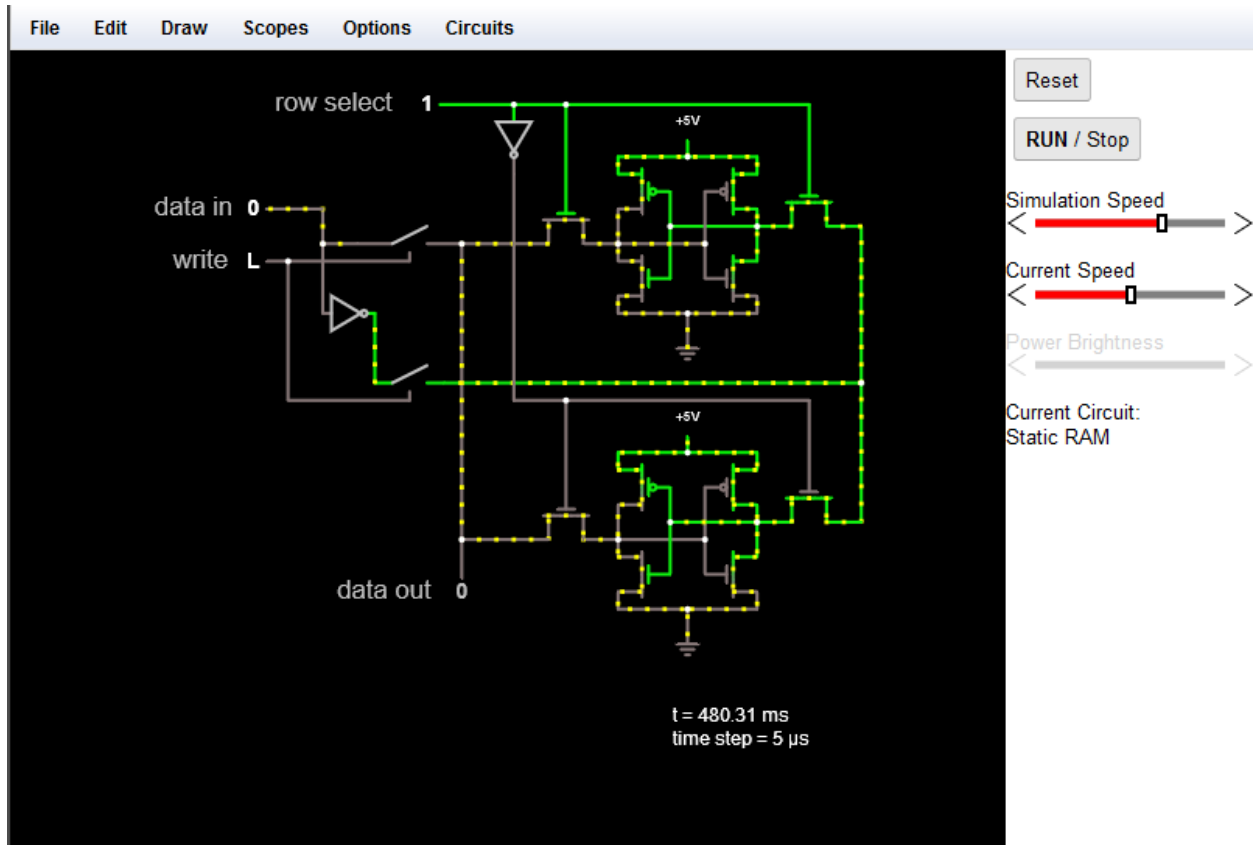 File Edit Draw Scopes Options Circuits
Reset
RUN / Stop
Simulation Speed
Current Speed
Power Brightness
Current Circuit:
Static RAM
row select 1
+5V
data in 0
write L
+5V
data out 0
t = 480.31 ms
time step = 5 µs